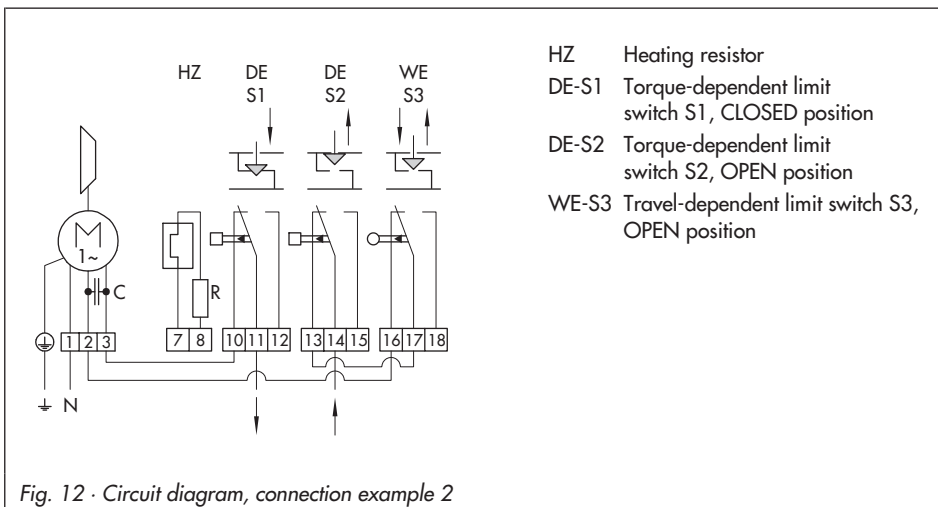 HZ DE DE WE
S1 S2 S3
M
1~
C
R
1 2 3 7 8 10 11 12 13 14 15 16 17 18
N
HZ Heating resistor
DE-S1 Torque-dependent limit
switch S1, CLOSED position
DE-S2 Torque-dependent limit
switch S2, OPEN position
WE-S3 Travel-dependent limit switch S3,
OPEN position
Fig. 12 · Circuit diagram, connection example 2